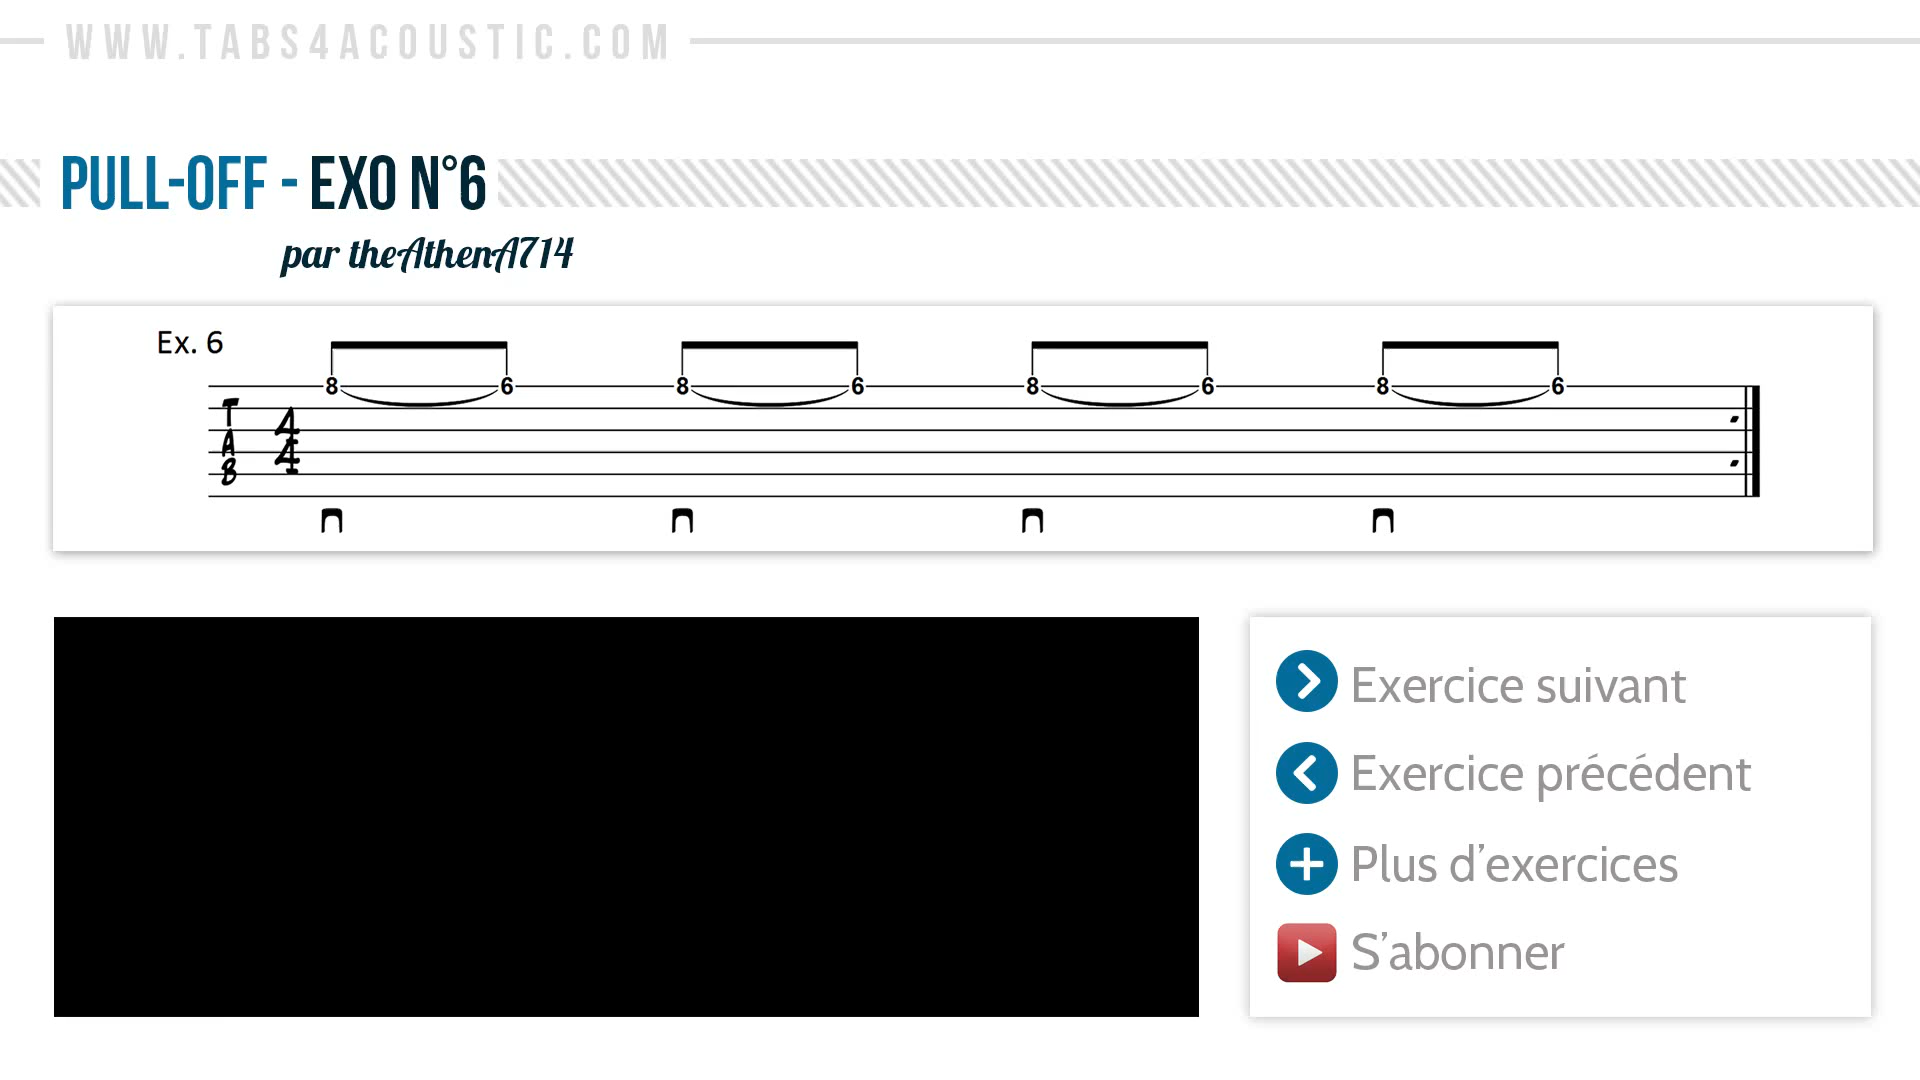 WWW.TABS4ACOUSTIC.COM
PULL-OFF - EXO N°6
par theAthenA714
Ex. 6
8 6 8 6 8 6 8 6
T
A
B
4
4
Exercice suivant
Exercice précédent
Plus d’exercices
S’abonner